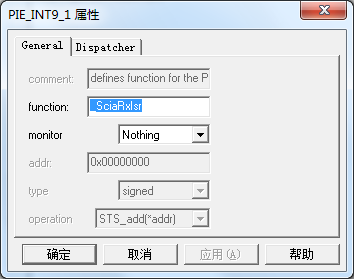 PIE_INT9_1 属性
General Dispatcher
comment: defines function for the P
function: _SciaRxIsr
monitor Nothing
addr: 0x00000000
type signed
operation STS_add(*addr)
确定 取消 应用(A) 帮助